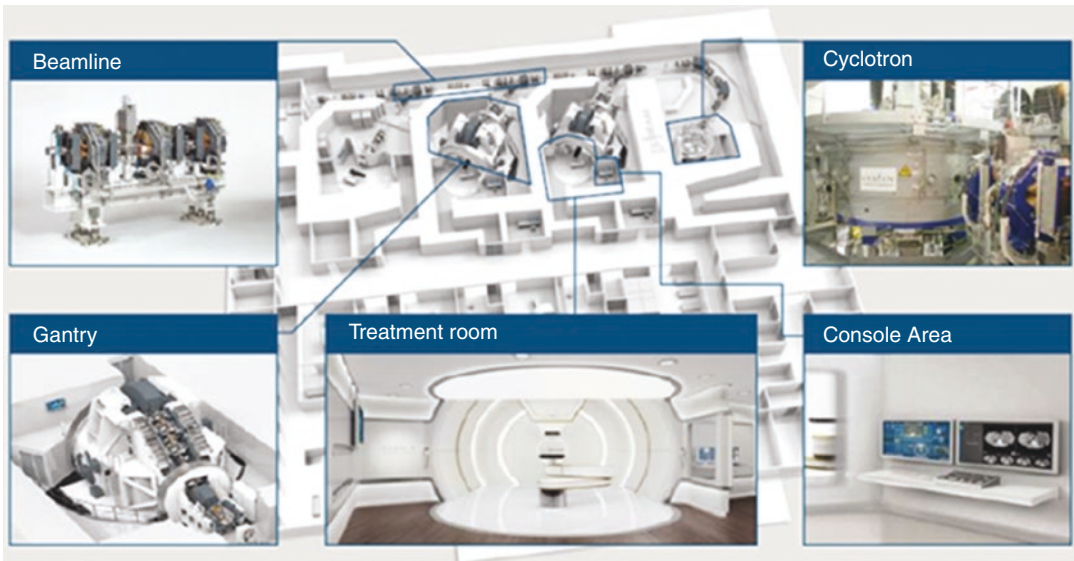 Beamline
Cyclotron
Gantry
Treatment room
Console Area